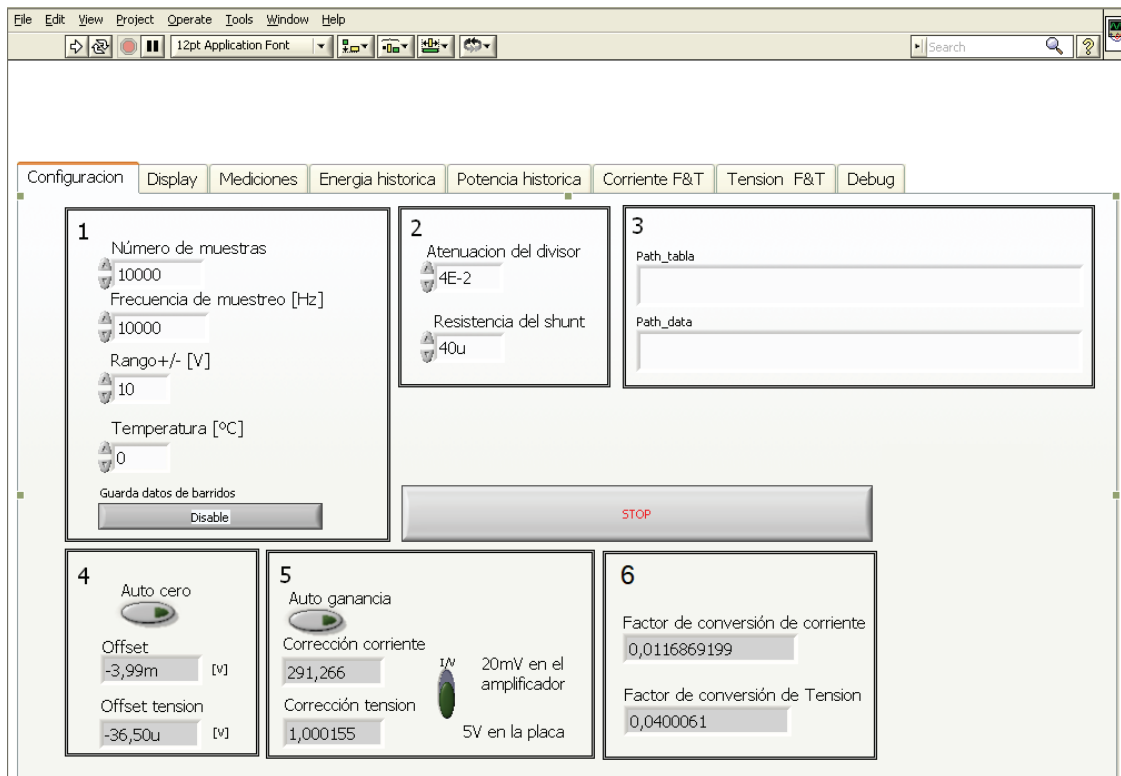 File Edit View Project Operate Tools Window Help
12pt Application Font
Search
Configuracion Display Mediciones Energia historica Potencia historica Corriente F&T Tension F&T Debug
1
Número de muestras
10000
Frecuencia de muestreo [Hz]
10000
Rango+/- [V]
10
Temperatura [ºC]
0
Guarda datos de barridos
Disable
2
Atenuacion del divisor
4E-2
Resistencia del shunt
40u
3
Path_tabla
Path_data
STOP
4
Auto cero
Offset
-3,99m [V]
Offset tension
-36,50u [V]
5
Auto ganancia
Corrección corriente
291,266
Corrección tension
1,000155
I/V
20mV en el
amplificador
5V en la placa
6
Factor de conversión de corriente
0,0116869199
Factor de conversión de Tension
0,0400061